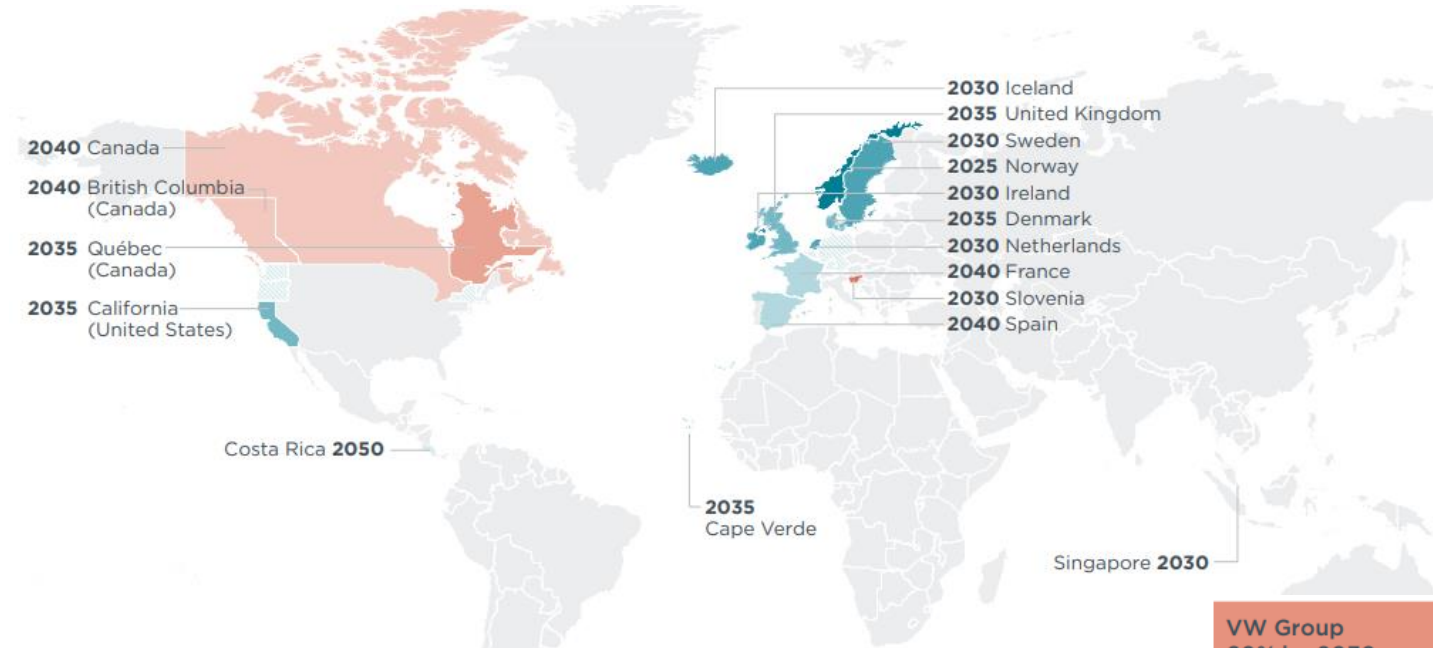 2040 Canada
2040 British Columbia
(Canada)
2035 Québec
(Canada)
2035 California
(United States)
Costa Rica 2050
2030 Iceland
2035 United Kingdom
2030 Sweden
2025 Norway
2030 Ireland
2035 Denmark
2030 Netherlands
2040 France
2030 Slovenia
2040 Spain
2035
Cape Verde
Singapore 2030
VW Group